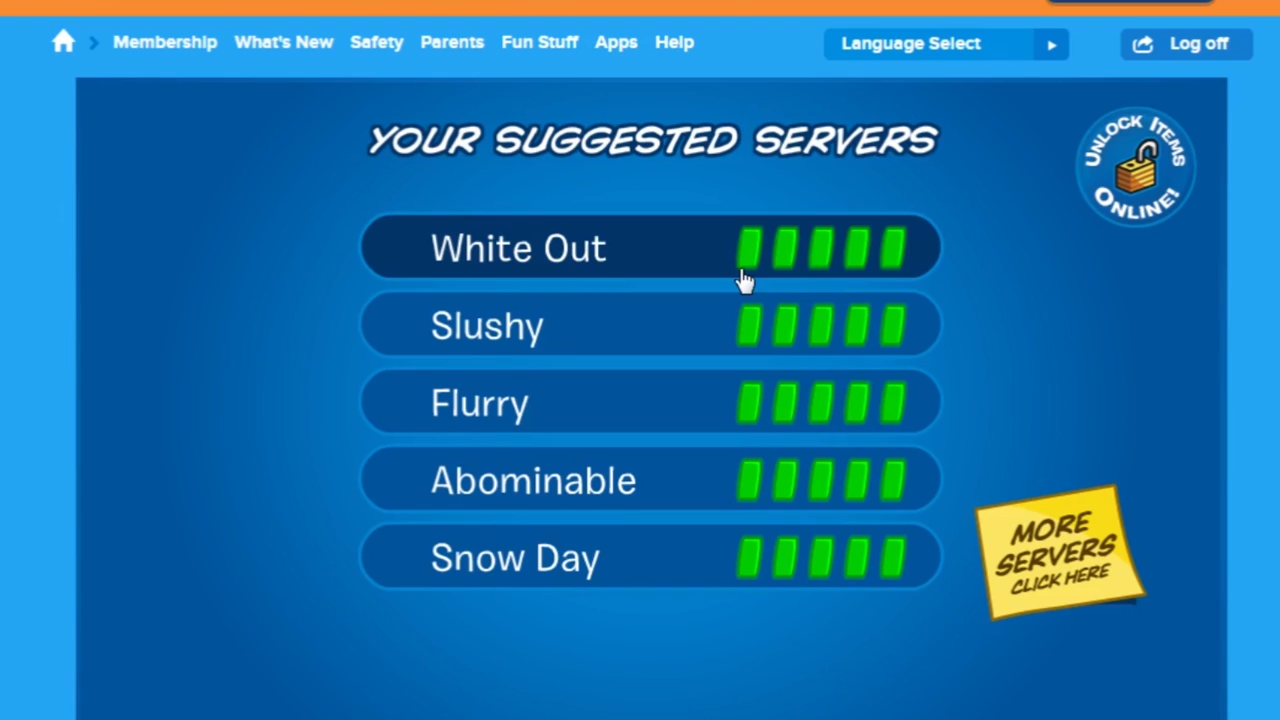 Membership What's New Safety Parents Fun Stuff Apps Help Language Select Log off
YOUR SUGGESTED SERVERS
UNLOCK ITEMS
ONLINE!
White Out
Slushy
Flurry
Abominable
Snow Day
MORE
SERVERS
CLICK HERE